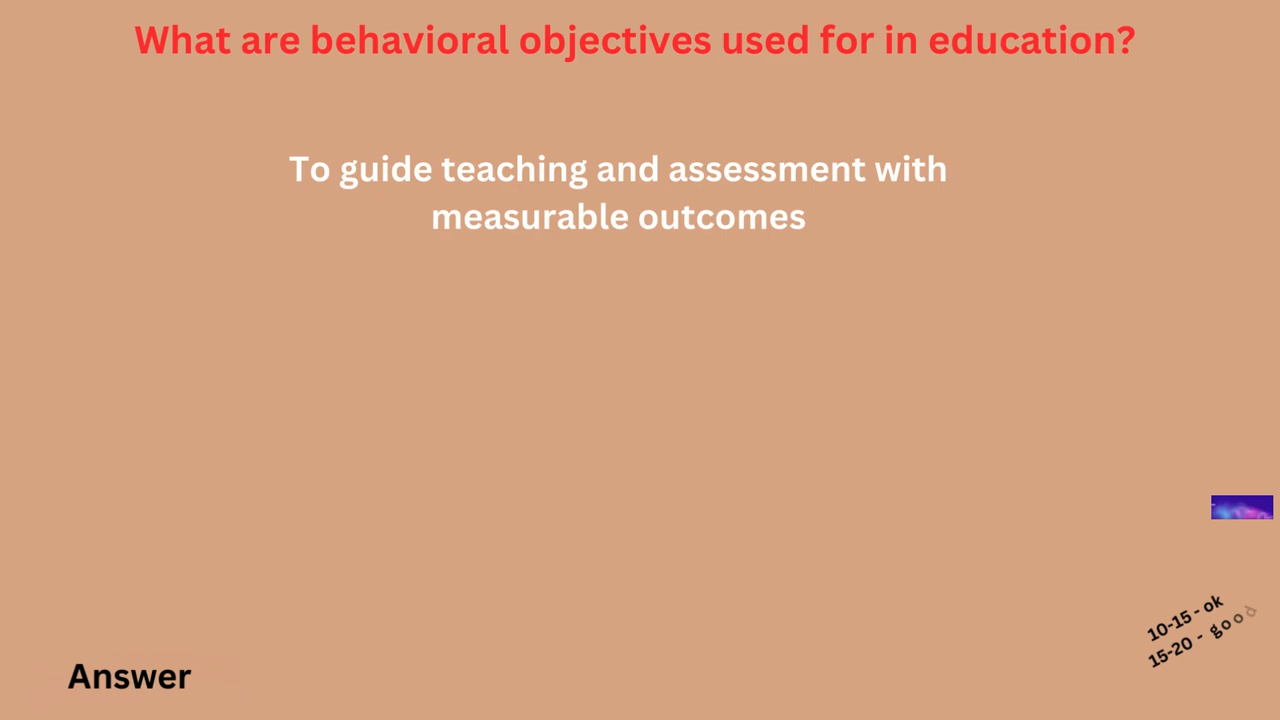 What are behavioral objectives used for in education?
To guide teaching and assessment with
measurable outcomes
10-15 - ok
15-20 - good
Answer